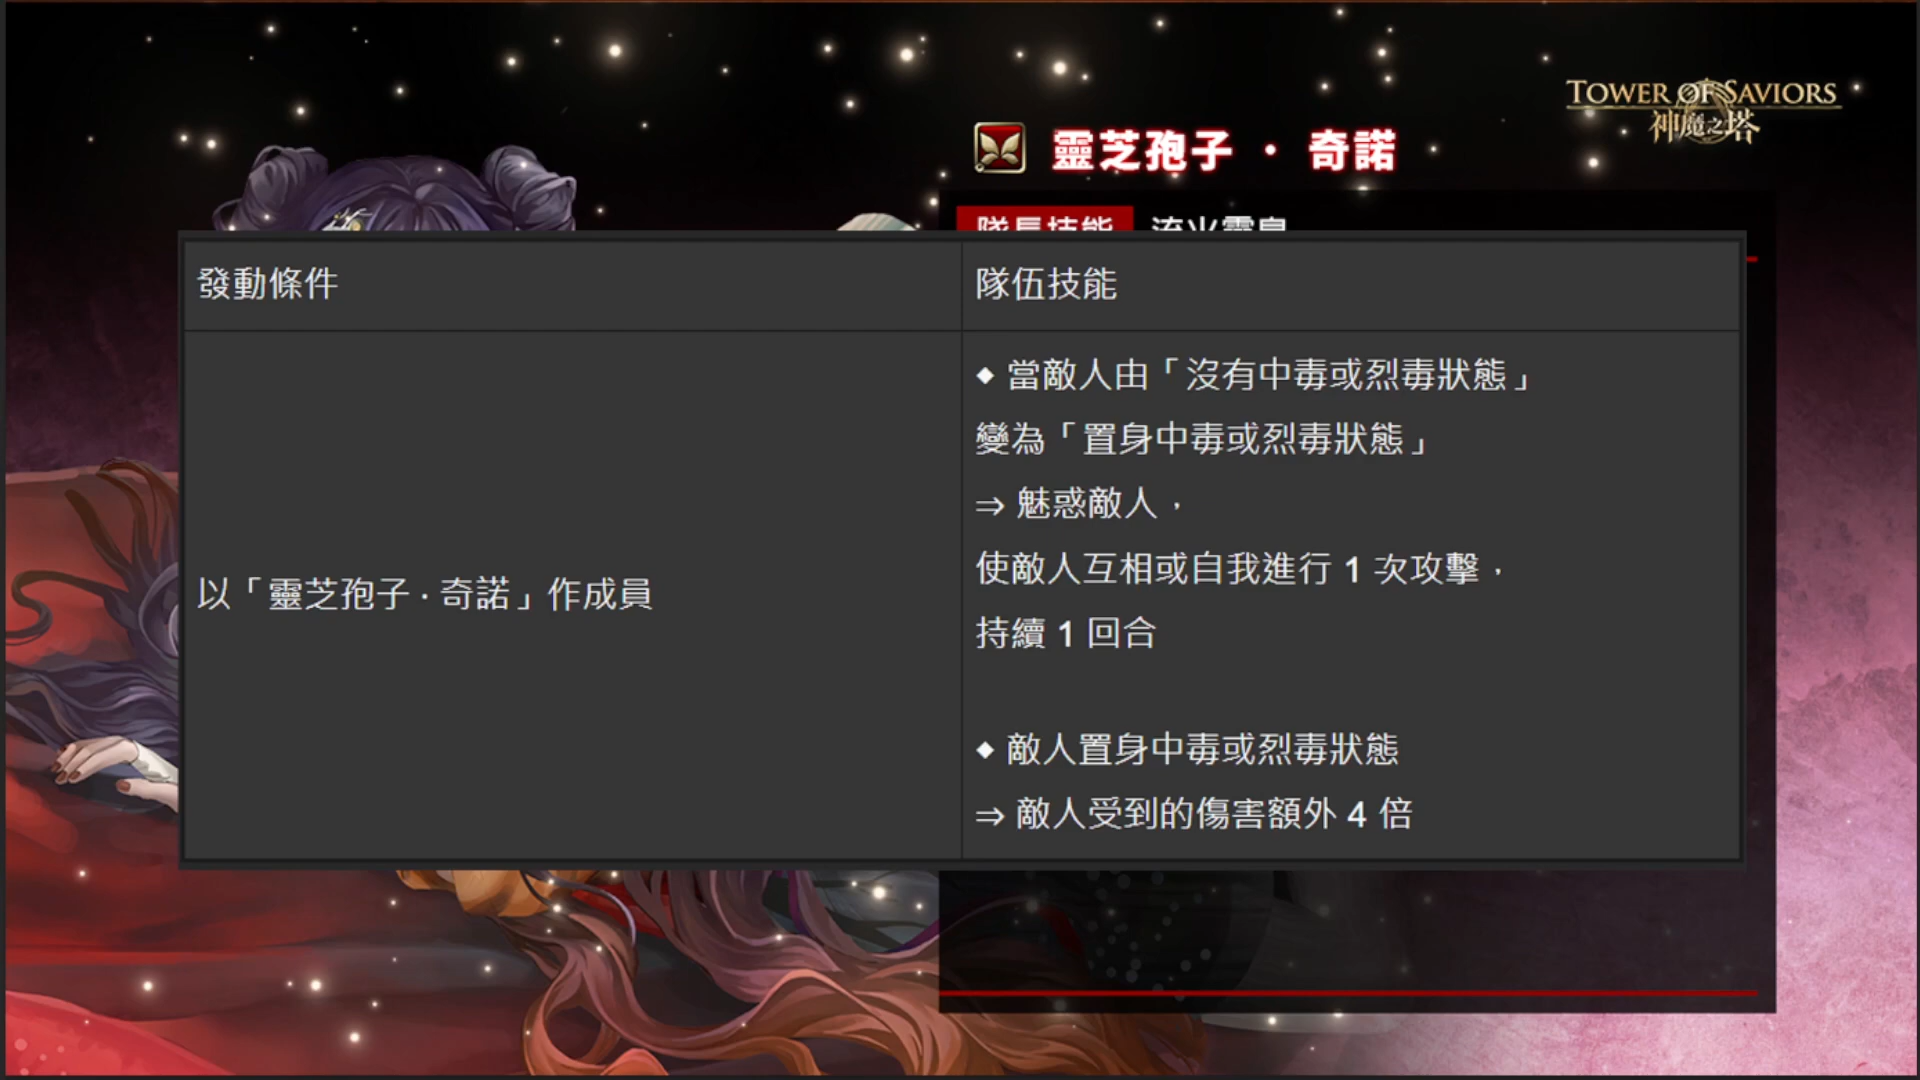 TOWER OF SAVIORS
神魔之塔
靈芝孢子 · 奇諾
隊長技能
發動條件
隊伍技能
以「靈芝孢子 · 奇諾」作成員
◆ 當敵人由「沒有中毒或烈毒狀態」
變為「置身中毒或烈毒狀態」
⇒ 魅惑敵人，
使敵人互相或自我進行 1 次攻擊，
持續 1 回合
◆ 敵人置身中毒或烈毒狀態
⇒ 敵人受到的傷害額外 4 倍